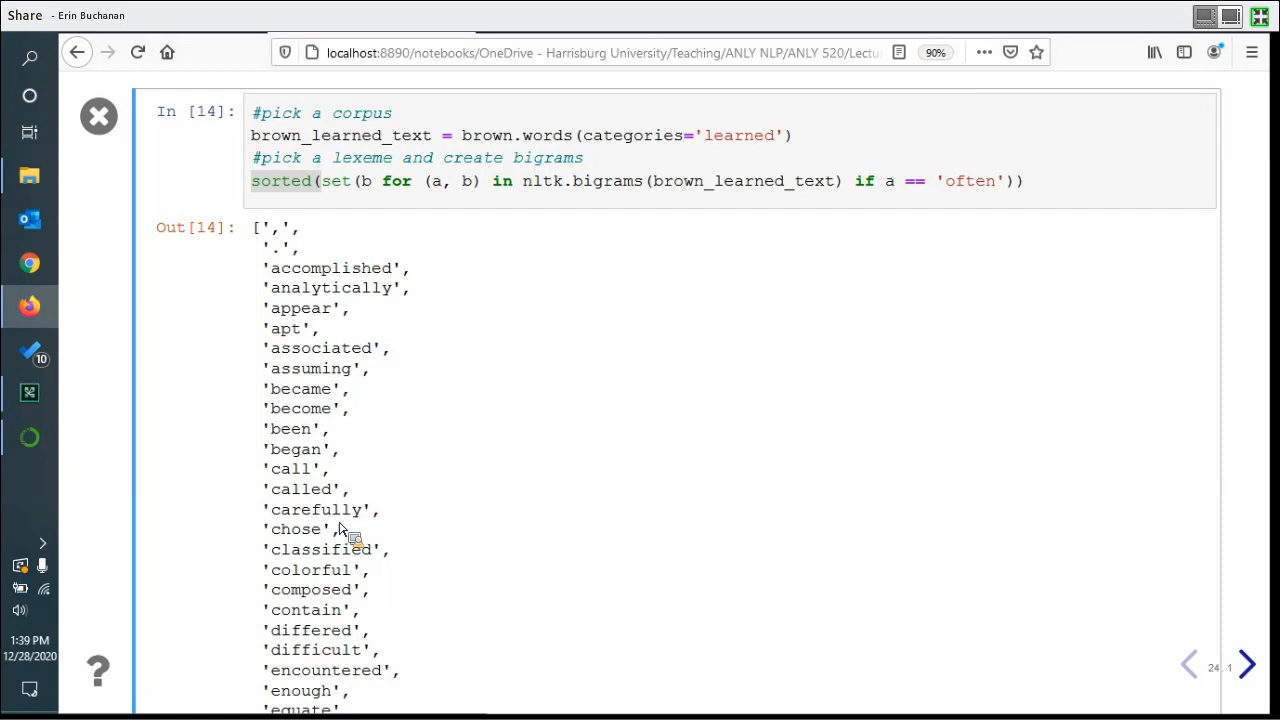 Share - Erin Buchanan
localhost:8890/notebooks/OneDrive - Harrisburg University/Teaching/ANLY NLP/ANLY 520/Lectu
90%
In [14]:
#pick a corpus
brown_learned_text = brown.words(categories='learned')
#pick a lexeme and create bigrams
sorted(set(b for (a, b) in nltk.bigrams(brown_learned_text) if a == 'often'))
Out[14]:
[',',
'.',
'accomplished',
'analytically',
'appear',
'apt',
'associated',
'assuming',
'became',
'become',
'been',
'began',
'call',
'called',
'carefully',
'chose',
'classified',
'colorful',
'composed',
'contain',
'differed',
'difficult',
'encountered',
'enough',
'equate'
10
1:39 PM
12/28/2020
?
24.1